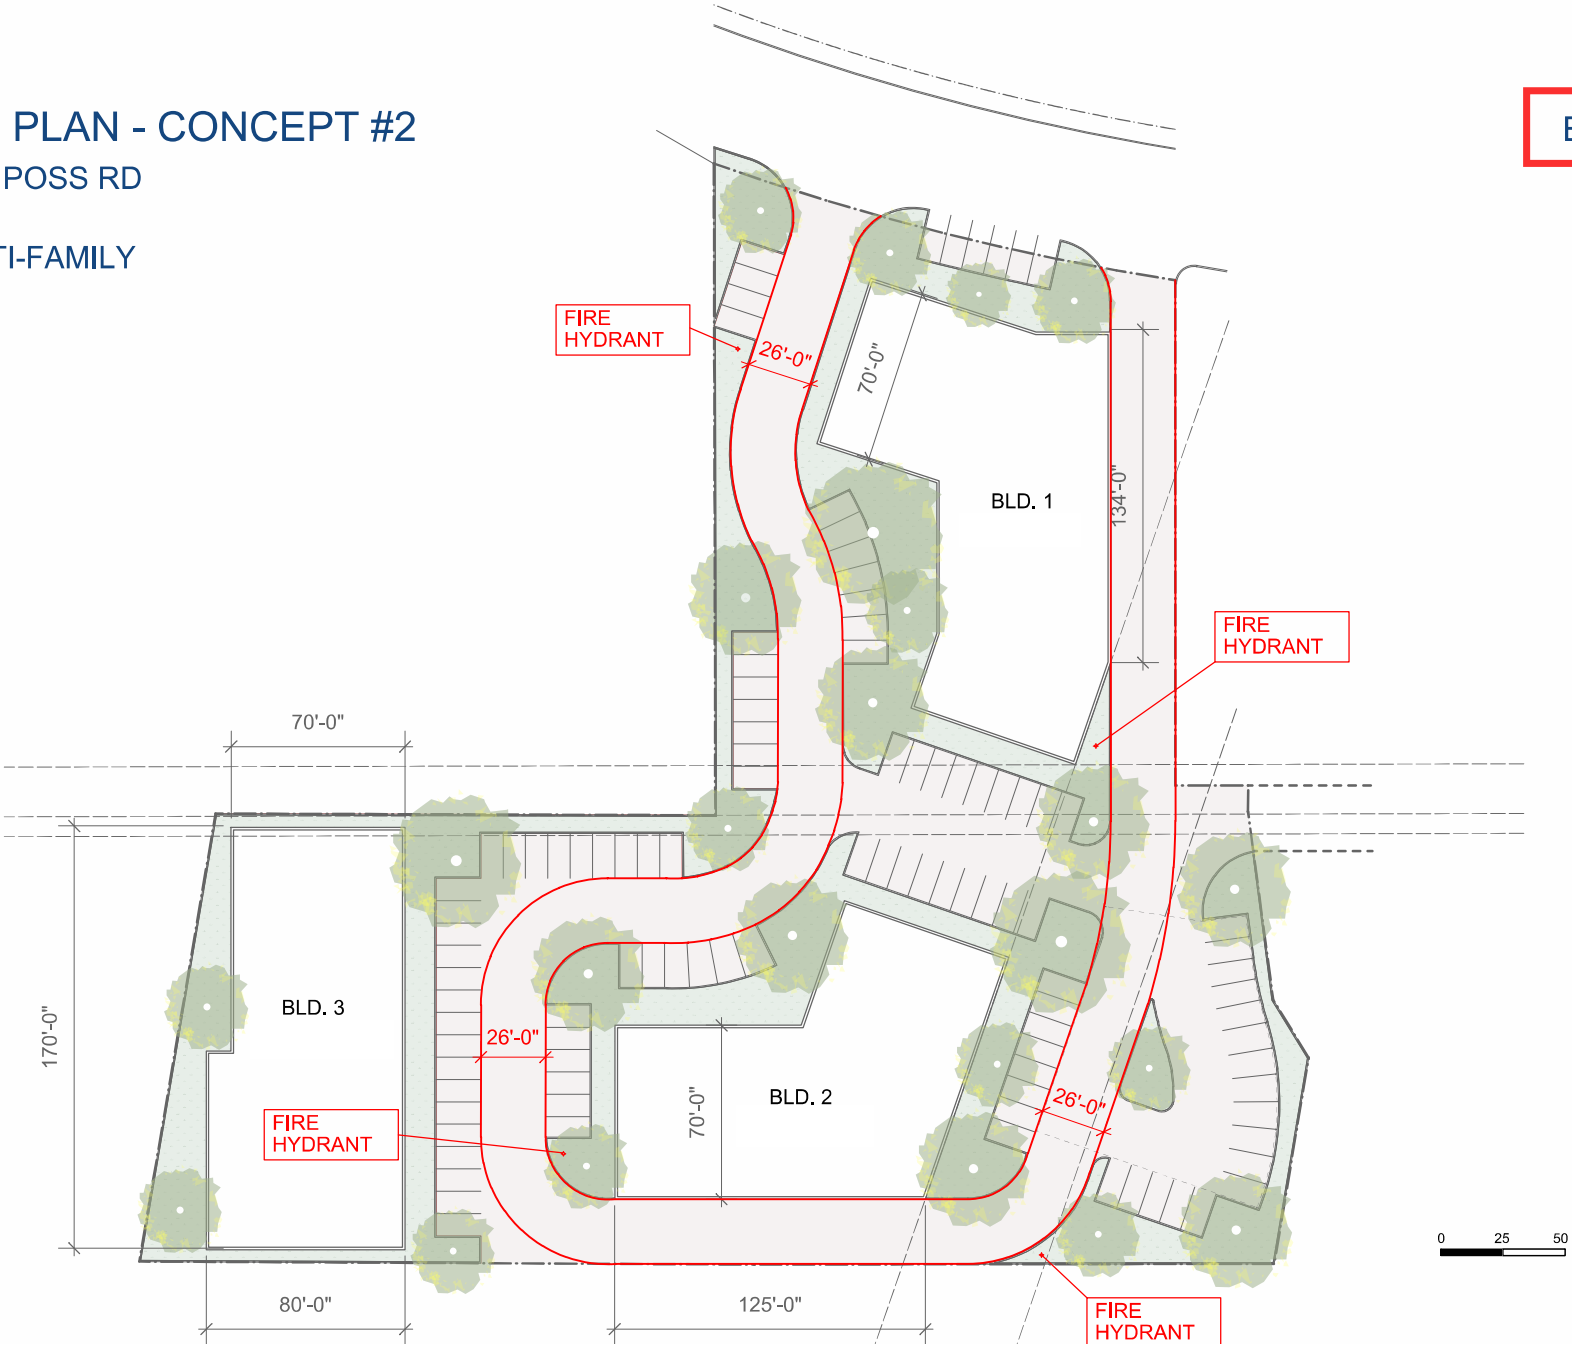 PLAN - CONCEPT #2
POSS RD
TI-FAMILY
FIRE
HYDRANT
26'-0"
70'-0"
BLD. 1
134'-0"
FIRE
HYDRANT
70'-0"
BLD. 3
170'-0"
26'-0"
FIRE
HYDRANT
70'-0"
BLD. 2
26'-0"
80'-0"
125'-0"
FIRE
HYDRANT
0 25 50